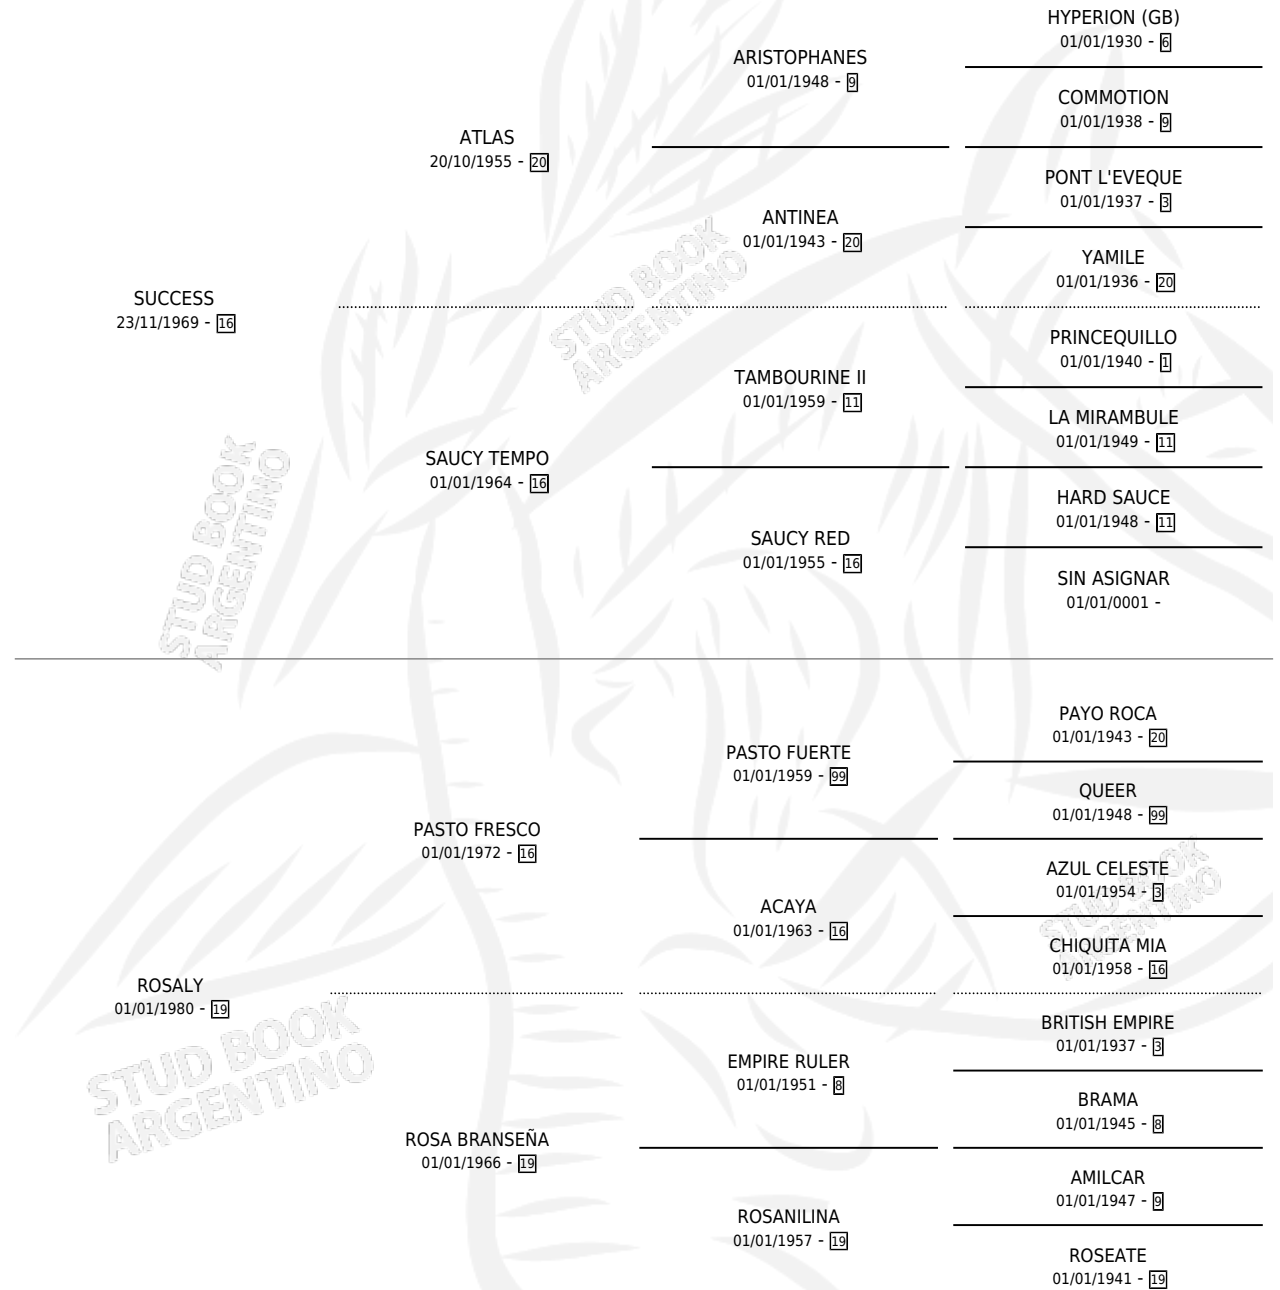 HYPERION (GB)
01/01/1930 - 6
ARISTOPHANES
01/01/1948 - 9
COMMOTION
01/01/1938 - 9
ATLAS
20/10/1955 - 20
PONT L'EVEQUE
01/01/1937 - 3
ANTINEA
01/01/1943 - 20
YAMILE
01/01/1936 - 20
SUCCESS
23/11/1969 - 16
PRINCEQUILLO
01/01/1940 - 1
TAMBOURINE II
01/01/1959 - 11
LA MIRAMBULE
01/01/1949 - 11
SAUCY TEMPO
01/01/1964 - 16
HARD SAUCE
01/01/1948 - 11
SAUCY RED
01/01/1955 - 16
SIN ASIGNAR
01/01/0001 -
PAYO ROCA
01/01/1943 - 20
PASTO FUERTE
01/01/1959 - 99
QUEER
01/01/1948 - 99
PASTO FRESCO
01/01/1972 - 16
AZUL CELESTE
01/01/1954 - 3
ACAYA
01/01/1963 - 16
CHIQUITA MIA
01/01/1958 - 16
ROSALY
01/01/1980 - 19
BRITISH EMPIRE
01/01/1937 - 3
EMPIRE RULER
01/01/1951 - 8
BRAMA
01/01/1945 - 8
ROSA BRANSEÑA
01/01/1966 - 19
AMILCAR
01/01/1947 - 9
ROSANILINA
01/01/1957 - 19
ROSEATE
01/01/1941 - 19
STUD BOOK
ARGENTINO
STUD BOOK
ARGENTINO
STUD BOOK
ARGENTINO
STUD BOOK
ARGENTINO